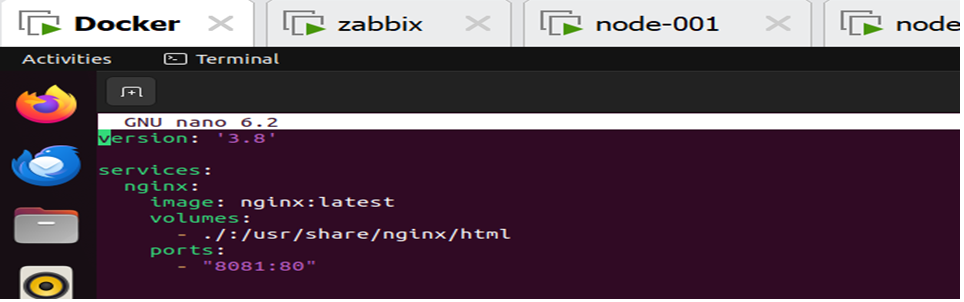 Docker zabbix node-001 node
Activities Terminal
GNU nano 6.2
version: '3.8'
services:
  nginx:
    image: nginx:latest
    volumes:
      - ./:/usr/share/nginx/html
    ports:
      - "8081:80"